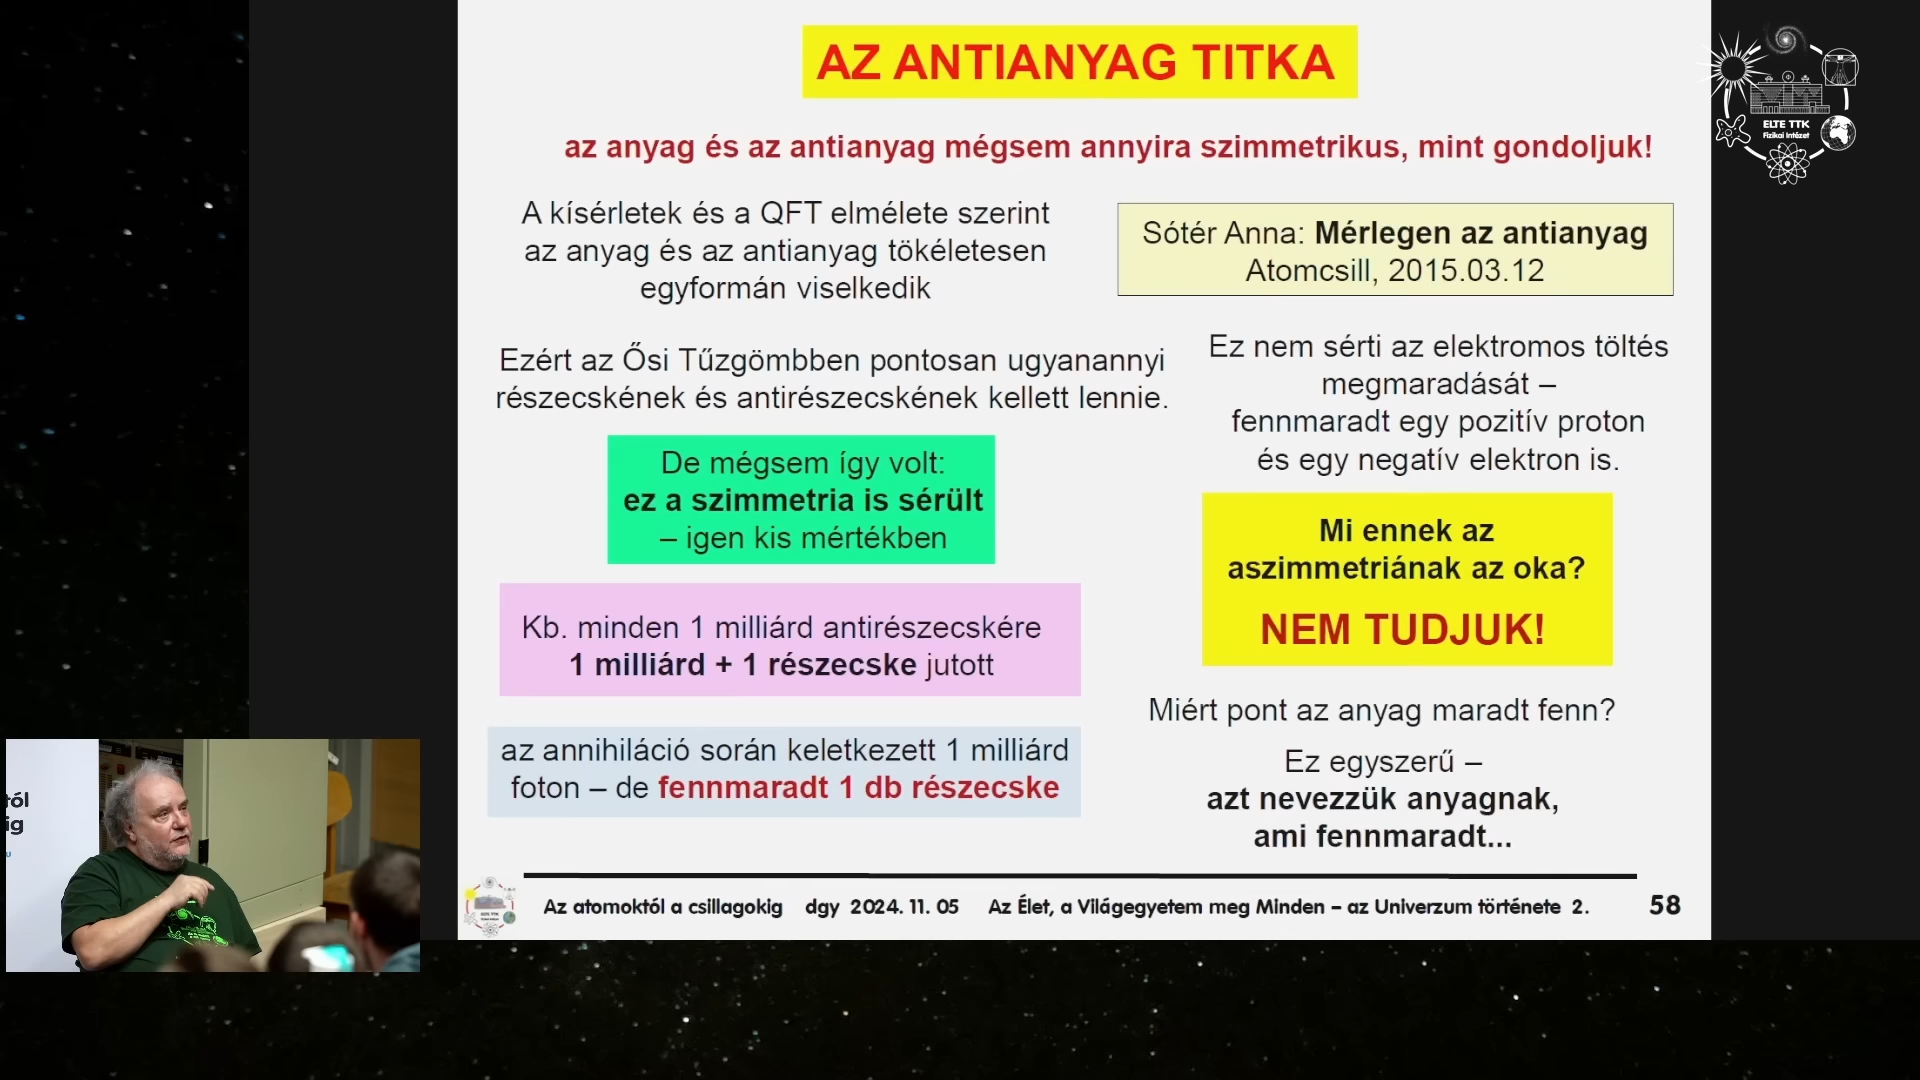 AZ ANTIANYAG TITKA
az anyag és az antianyag mégsem annyira szimmetrikus, mint gondoljuk!
A kísérletek és a QFT elmélete szerint
az anyag és az antianyag tökéletesen
egyformán viselkedik
Sótér Anna: Mérlegen az antianyag
Atomcsill, 2015.03.12
Ezért az Ősi Tűzgömbben pontosan ugyanannyi
részecskének és antirészecskének kellett lennie.
De mégsem így volt:
ez a szimmetria is sérült
– igen kis mértékben
Kb. minden 1 milliárd antirészecskére
1 milliárd + 1 részecske jutott
az annihiláció során keletkezett 1 milliárd
foton – de fennmaradt 1 db részecske
Ez nem sérti az elektromos töltés
megmaradását –
fennmaradt egy pozitív proton
és egy negatív elektron is.
Mi ennek az
aszimmetriának az oka?
NEM TUDJUK!
Miért pont az anyag maradt fenn?
Ez egyszerű –
azt nevezzük anyagnak,
ami fennmaradt...
Az atomoktól a csillagokig dgy 2024. 11. 05 Az Élet, a Világegyetem meg Minden – az Univerzum története 2. 58
ELTE TTK
Fizikai Intézet
ELTE TTK
tól
ig